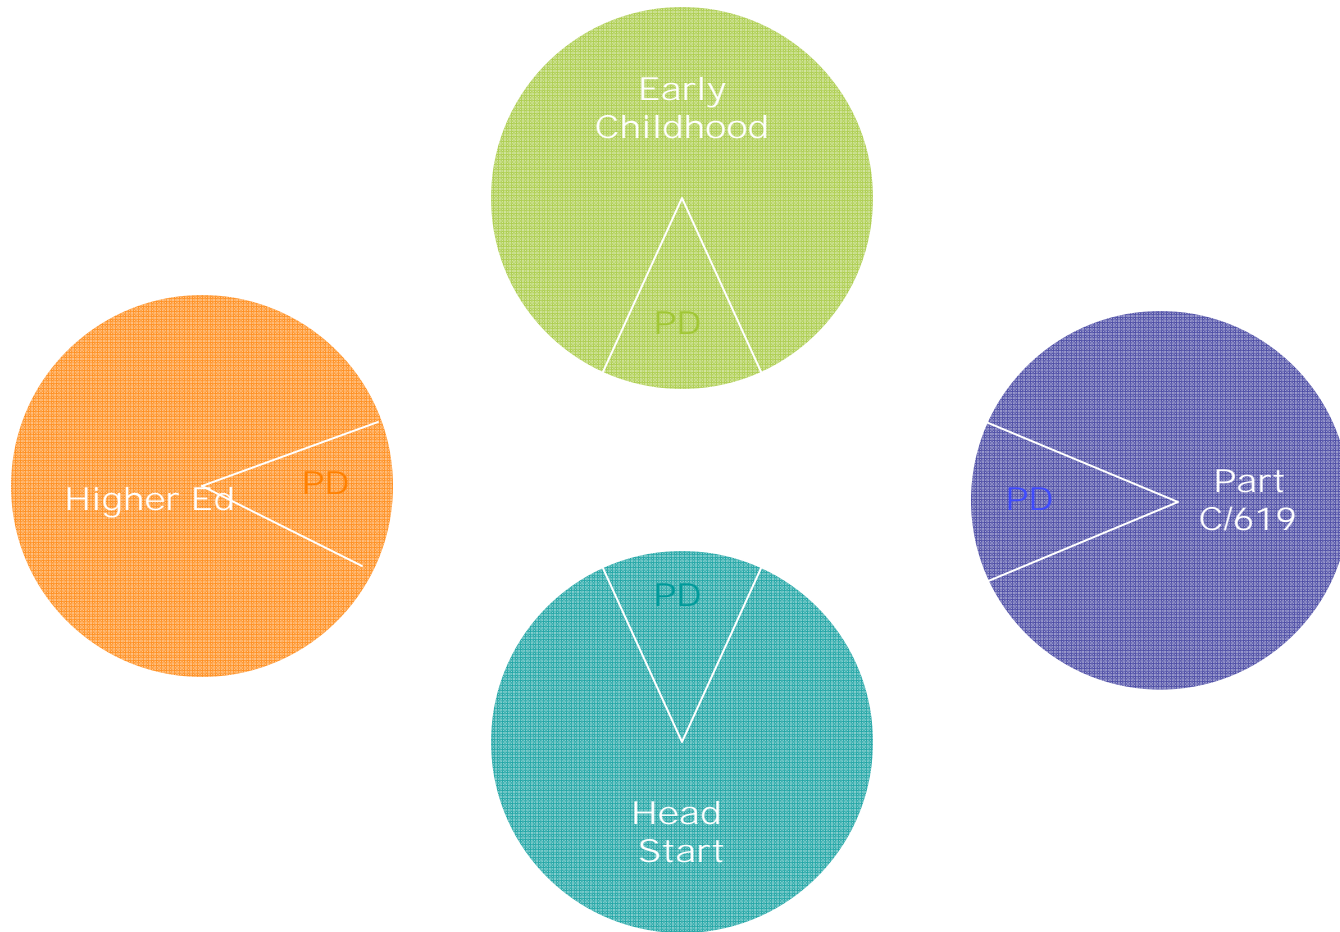 Early
Childhood
PD
Higher Ed
PD
PD
Part
C/619
PD
Head
Start